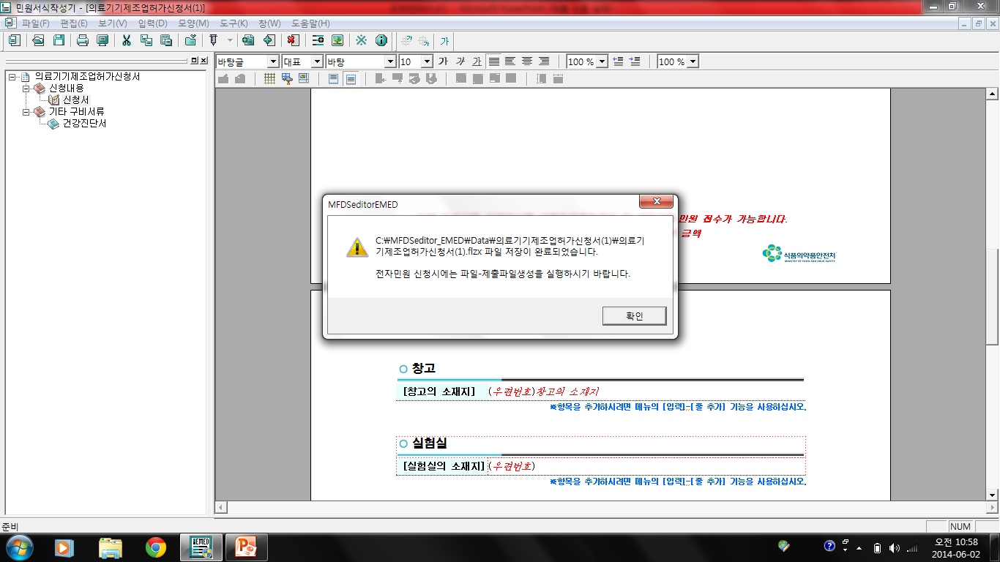 민원서식작성기 - [의료기기제조업허가신청서(1)]
파일(F) 편집(E) 보기(V) 입력(D) 모양(M) 도구(K) 창(W) 도움말(H)
바탕글 대표 바탕 10 가 가 가 100 % 100 %
의료기기제조업허가신청서
신청내용
신청서
기타 구비서류
건강진단서
민원 접수가 가능합니다.
금액
식품의약품안전처
MINISTRY OF FOOD AND DRUG SAFETY
MFDSeditorEMED
C:\MFDSeditor_EMED\Data\의료기기제조업허가신청서(1)\의료기
기제조업허가신청서(1).flzx 파일 저장이 완료되었습니다.
전자민원 신청시에는 파일-제출파일생성을 실행하시기 바랍니다.
확인
창고
[창고의 소재지] (우편번호)창고의 소재지
※항목을 추가하시려면 메뉴의 [입력]-[줄 추가] 기능을 사용하십시오.
실험실
[실험실의 소재지] (우편번호)
※항목을 추가하시려면 메뉴의 [입력]-[줄 추가] 기능을 사용하십시오.
준비
NUM
EMED
오전 10:58
2014-06-02